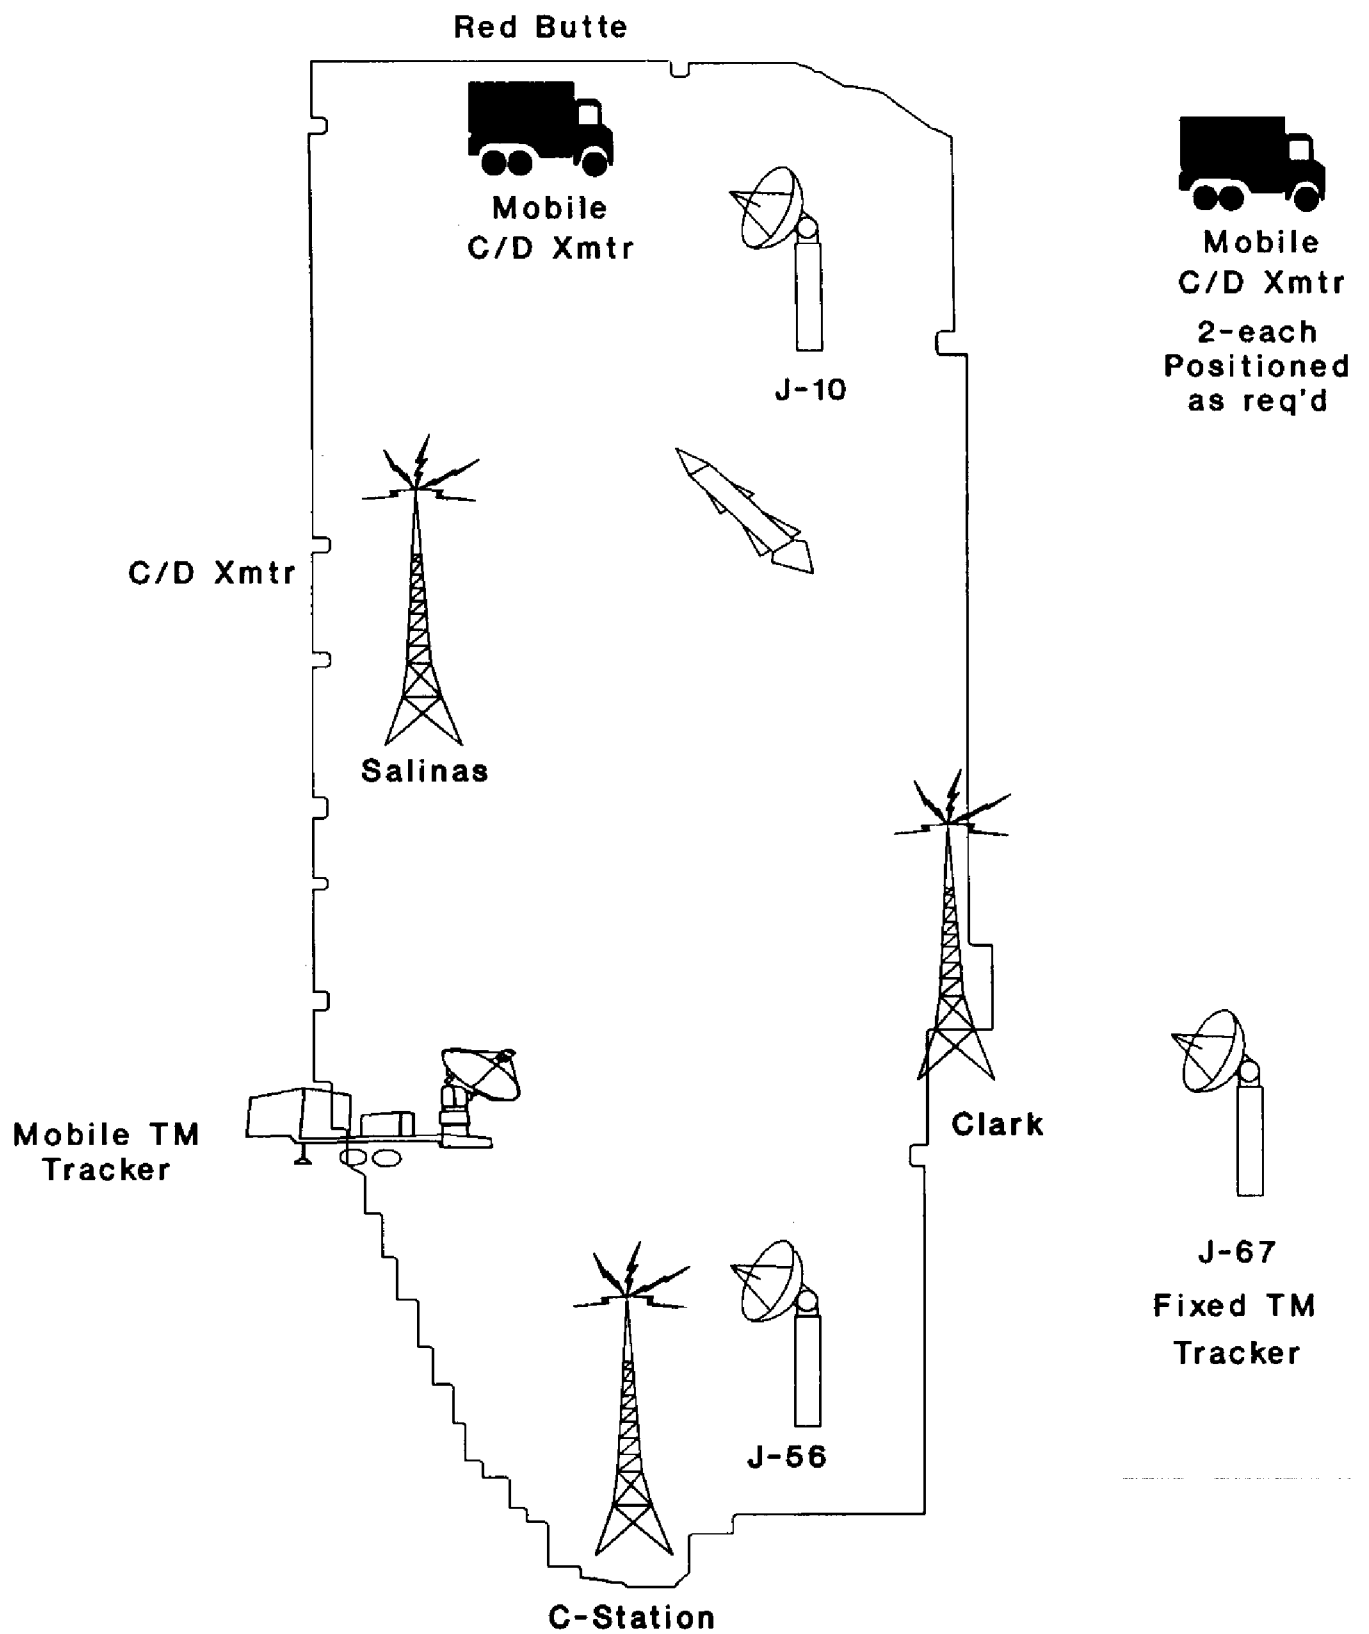 Red Butte
Mobile
C/D Xmtr
Mobile
C/D Xmtr
2-each
Positioned
as req'd
J-10
C/D Xmtr
Salinas
Clark
Mobile TM
Tracker
J-67
Fixed TM
Tracker
J-56
C-Station